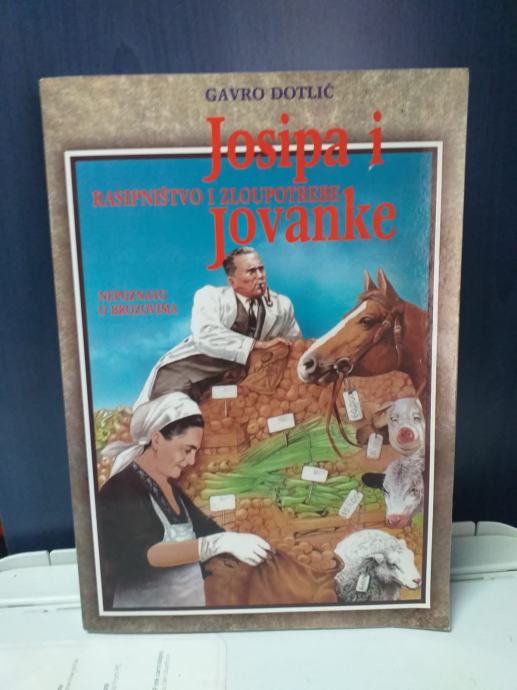 GAVRO DOTLIĆ
Josipa i
RASIPNIŠTVO I ZLOUPOTREBE
Jovanke
NEPOZNATO
O BROZOVIMA